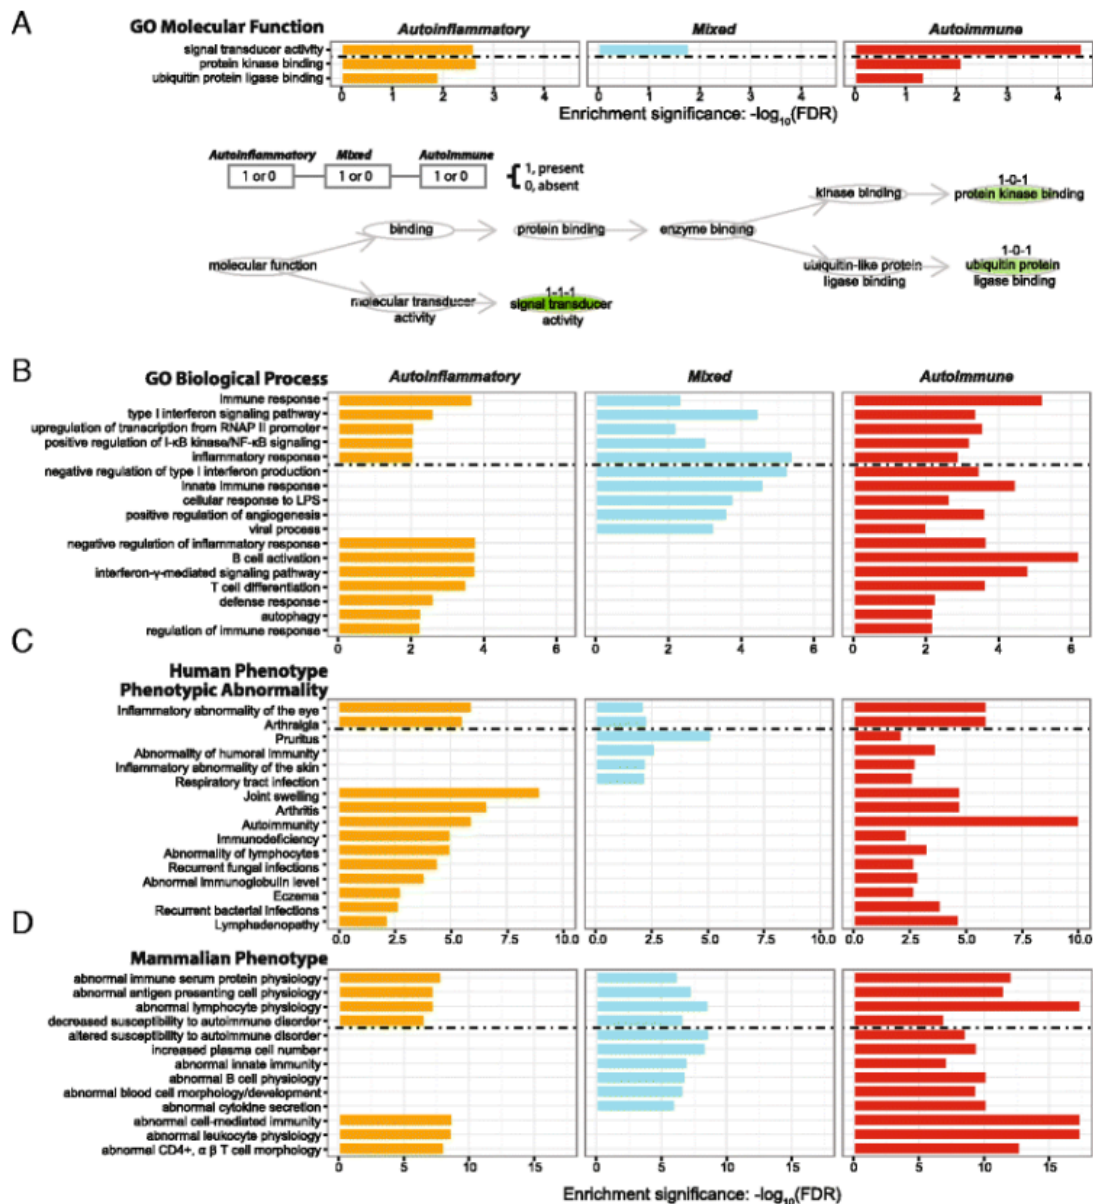 A
GO Molecular Function
Autoinflammatory Mixed Autoimmune
signal transducer activity
protein kinase binding
ubiquitin protein ligase binding
0 1 2 3 4 0 1 2 3 4 0 1 2 3 4
Enrichment significance: -log10(FDR)
Autoinflammatory Mixed Autoimmune
1 or 0 1 or 0 1 or 0
{ 1, present
0, absent
molecular function
binding
protein binding
enzyme binding
kinase binding
1-0-1
protein kinase binding
ubiquitin-like protein
ligase binding
1-0-1
ubiquitin protein
ligase binding
molecular transducer
activity
1-1-1
signal transducer
activity
B
GO Biological Process
Autoinflammatory Mixed Autoimmune
immune response
type I interferon signaling pathway
upregulation of transcription from RNAP II promoter
positive regulation of I-κB kinase/NF-κB signaling
inflammatory response
negative regulation of type I interferon production
innate immune response
cellular response to LPS
positive regulation of angiogenesis
viral process
negative regulation of inflammatory response
B cell activation
interferon-γ-mediated signaling pathway
T cell differentiation
defense response
autophagy
regulation of immune response
0 2 4 6 0 2 4 6 0 2 4 6
C
Human Phenotype
Phenotypic Abnormality
Inflammatory abnormality of the eye
Arthralgia
Pruritus
Abnormality of humoral immunity
Inflammatory abnormality of the skin
Respiratory tract infection
Joint swelling
Arthritis
Autoimmunity
Immunodeficiency
Abnormality of lymphocytes
Recurrent fungal infections
Abnormal immunoglobulin level
Eczema
Recurrent bacterial infections
Lymphadenopathy
0.0 2.5 5.0 7.5 10.0 0.0 2.5 5.0 7.5 10.0 0.0 2.5 5.0 7.5 10.0
D
Mammalian Phenotype
abnormal immune serum protein physiology
abnormal antigen presenting cell physiology
abnormal lymphocyte physiology
decreased susceptibility to autoimmune disorder
altered susceptibility to autoimmune disorder
increased plasma cell number
abnormal innate immunity
abnormal B cell physiology
abnormal blood cell morphology/development
abnormal cytokine secretion
abnormal cell-mediated immunity
abnormal leukocyte physiology
abnormal CD4+, α β T cell morphology
0 5 10 15 0 5 10 15 0 5 10 15
Enrichment significance: -log10(FDR)